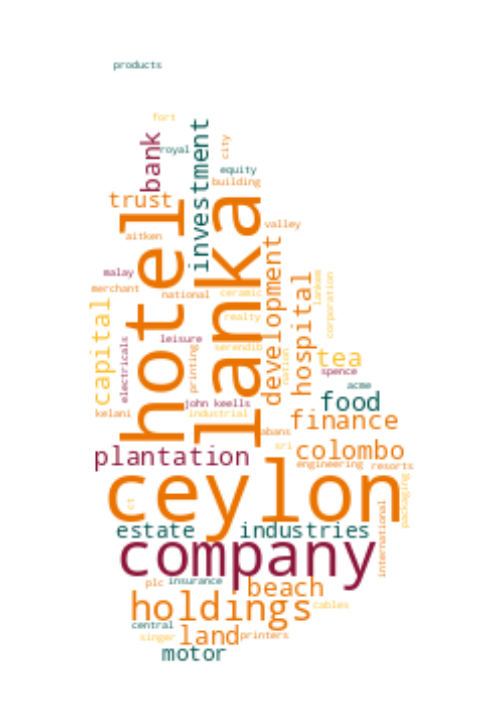 products
fort
bank
royal
investment
city
equity
building
trust
hotel
lanka
aitken
valley
development
malay
merchant
national
ceramic
hospital
lankem
corporation
capital
electricals
realty
leisure
printing
serendib
nation
tea
spence
acme
john keells
food
kelani
industrial
finance
abans
sri
colombo
plantation
engineering
resorts
packaging
ceylon
ct
estate
industries
international
company
plc
insurance
beach
holdings
cables
central
singer
land
printers
motor